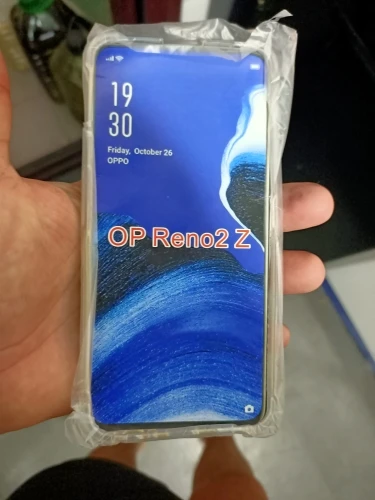 19
30
Friday, October 26
OPPO
OP Reno2 Z